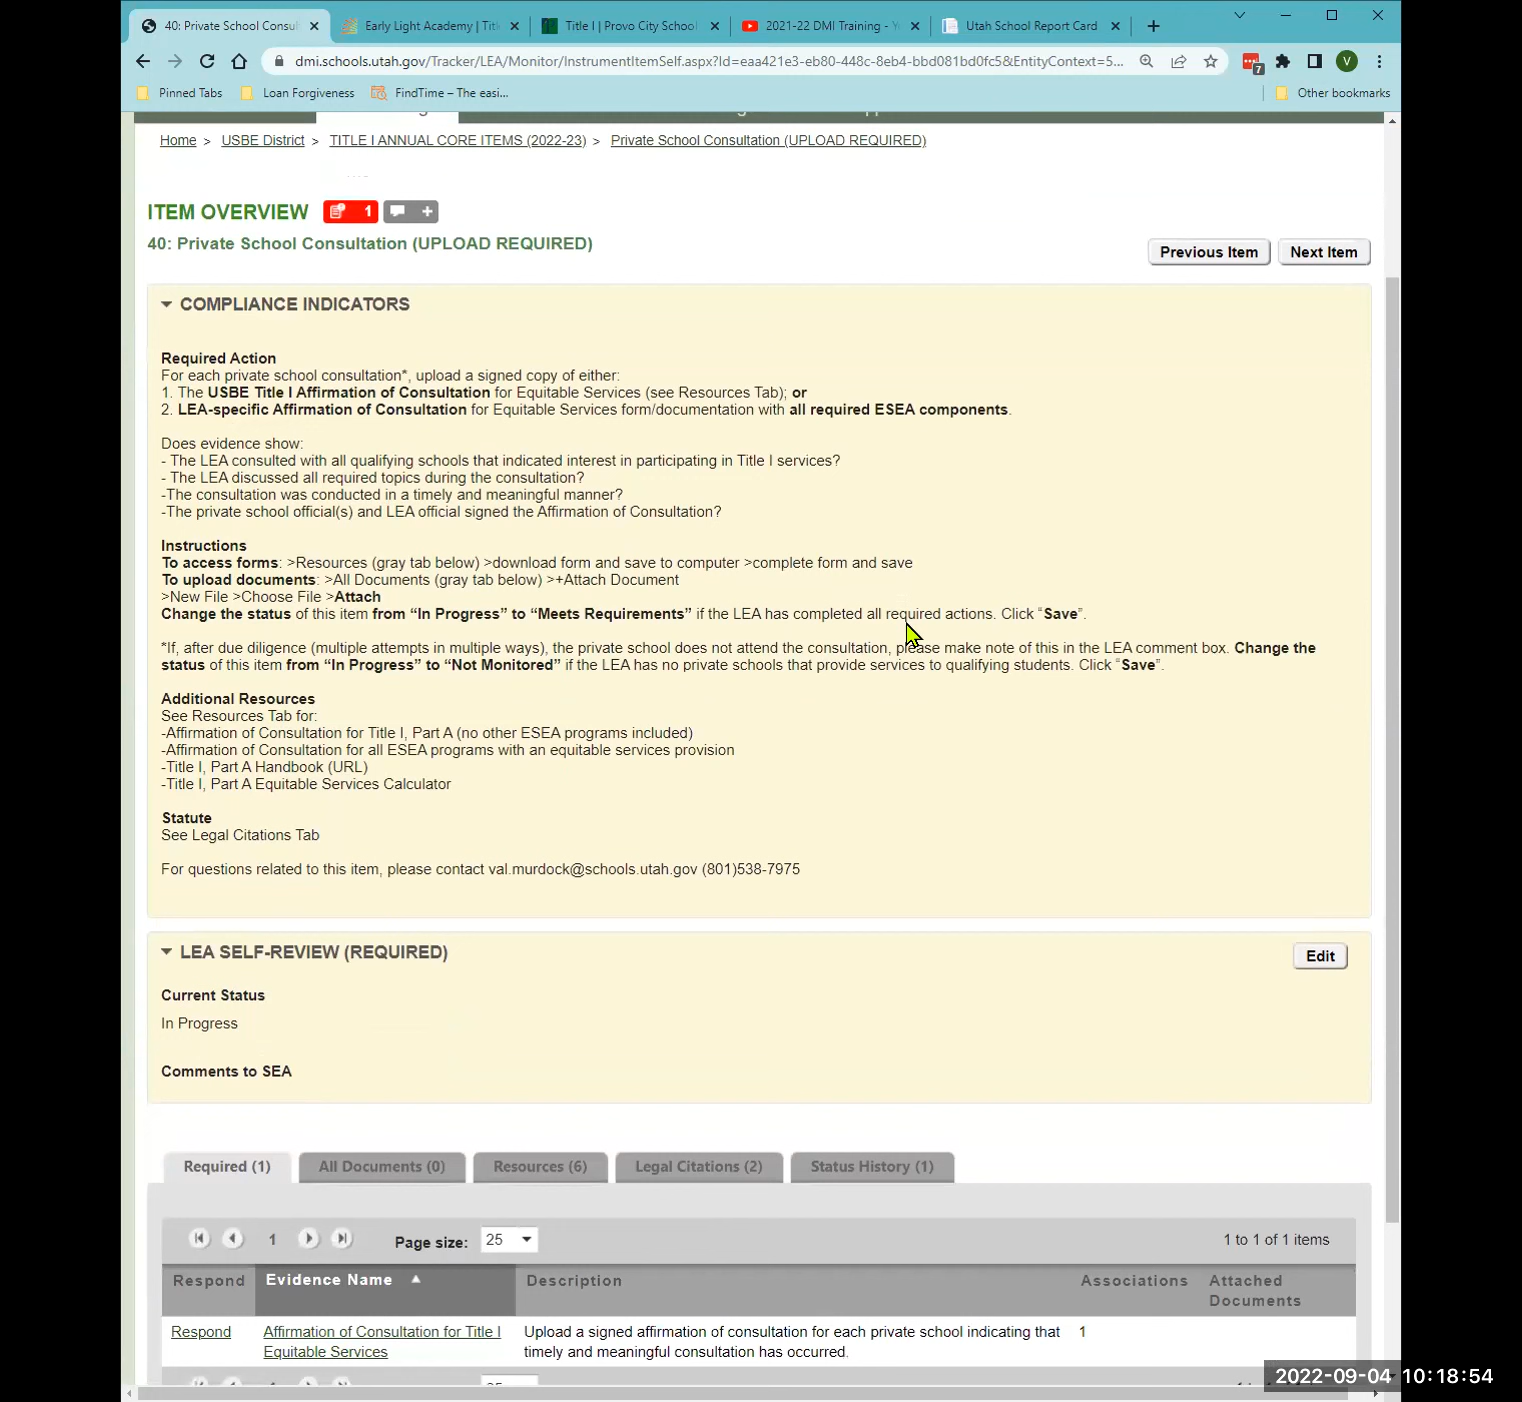 40: Private School Consul
Early Light Academy | Titl
Title I | Provo City School
2021-22 DMI Training - Y
Utah School Report Card
dmi.schools.utah.gov/Tracker/LEA/Monitor/InstrumentItemSelf.aspx?Id=eaa421e3-eb80-448c-8eb4-bbd081bd0fc5&EntityContext=5...
7
V
Pinned Tabs
Loan Forgiveness
FindTime – The easi...
Other bookmarks
Home > USBE District > TITLE I ANNUAL CORE ITEMS (2022-23) > Private School Consultation (UPLOAD REQUIRED)
ITEM OVERVIEW 1 +
40: Private School Consultation (UPLOAD REQUIRED)
Previous Item Next Item
COMPLIANCE INDICATORS
Required Action
For each private school consultation*, upload a signed copy of either:
1. The USBE Title I Affirmation of Consultation for Equitable Services (see Resources Tab); or
2. LEA-specific Affirmation of Consultation for Equitable Services form/documentation with all required ESEA components.
Does evidence show:
- The LEA consulted with all qualifying schools that indicated interest in participating in Title I services?
- The LEA discussed all required topics during the consultation?
-The consultation was conducted in a timely and meaningful manner?
-The private school official(s) and LEA official signed the Affirmation of Consultation?
Instructions
To access forms: >Resources (gray tab below) >download form and save to computer >complete form and save
To upload documents: >All Documents (gray tab below) >+Attach Document
>New File >Choose File >Attach
Change the status of this item from “In Progress” to “Meets Requirements” if the LEA has completed all required actions. Click “Save”.
*If, after due diligence (multiple attempts in multiple ways), the private school does not attend the consultation, please make note of this in the LEA comment box. Change the
status of this item from “In Progress” to “Not Monitored” if the LEA has no private schools that provide services to qualifying students. Click “Save”.
Additional Resources
See Resources Tab for:
-Affirmation of Consultation for Title I, Part A (no other ESEA programs included)
-Affirmation of Consultation for all ESEA programs with an equitable services provision
-Title I, Part A Handbook (URL)
-Title I, Part A Equitable Services Calculator
Statute
See Legal Citations Tab
For questions related to this item, please contact val.murdock@schools.utah.gov (801)538-7975
LEA SELF-REVIEW (REQUIRED)
Edit
Current Status
In Progress
Comments to SEA
Required (1) All Documents (0) Resources (6) Legal Citations (2) Status History (1)
1 Page size: 25 1 to 1 of 1 items
Respond Evidence Name Description Associations Attached
Documents
Respond Affirmation of Consultation for Title I Upload a signed affirmation of consultation for each private school indicating that 1
Equitable Services timely and meaningful consultation has occurred.
2022-09-04 10:18:54